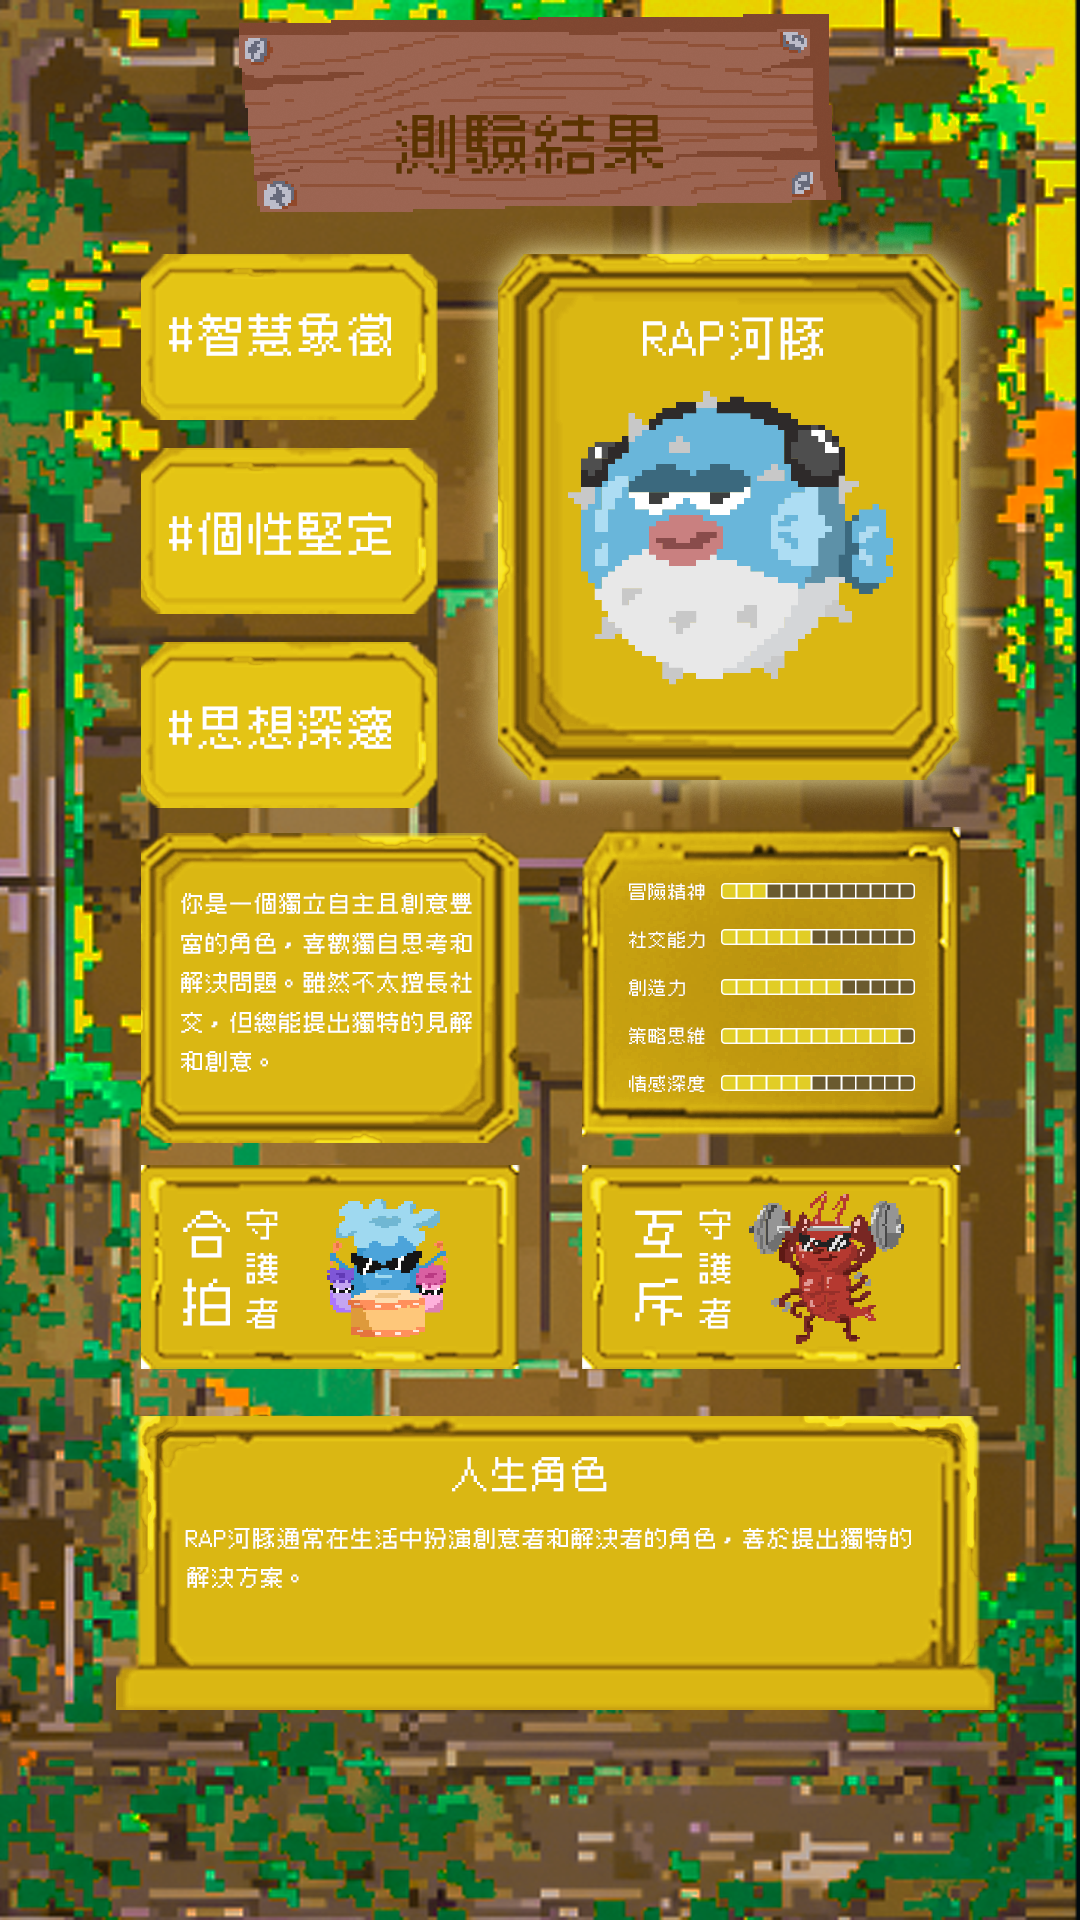 測驗結果
#智慧象徵
#個性堅定
#思想深邃
RAP河豚
你是一個獨立自主且創意豐
富的角色，喜歡獨自思考和
解決問題。雖然不太擅長社
交，但總能提出獨特的見解
和創意。
冒險精神
社交能力
創造力
策略思維
情感深度
合拍
守護者
互斥
守護者
人生角色
RAP河豚通常在生活中扮演創意者和解決者的角色，善於提出獨特的
解決方案。